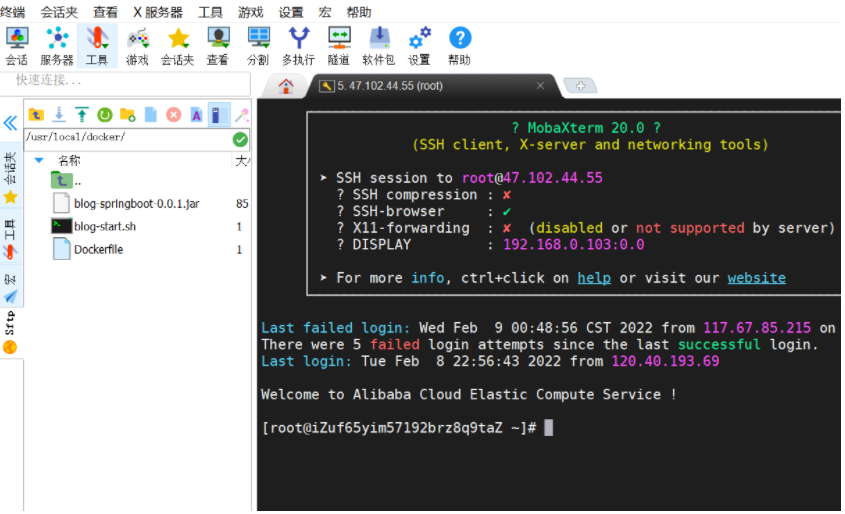 终端 会话夹 查看 X 服务器 工具 游戏 设置 宏 帮助
会话 服务器 工具 游戏 会话夹 查看 分割 多执行 隧道 软件包 设置 帮助
快速连接...
5. 47.102.44.55 (root)
/usr/local/docker/
名称
..
blog-springboot-0.0.1.jar 85
blog-start.sh 1
Dockerfile 1
会话夹
工具
宏
Sftp
? MobaXterm 20.0 ?
(SSH client, X-server and networking tools)
➤ SSH session to root@47.102.44.55
? SSH compression : ✘
? SSH-browser : ✔
? X11-forwarding : ✘ (disabled or not supported by server)
? DISPLAY : 192.168.0.103:0.0
➤ For more info, ctrl+click on help or visit our website
Last failed login: Wed Feb 9 00:48:56 CST 2022 from 117.67.85.215 on
There were 5 failed login attempts since the last successful login.
Last login: Tue Feb 8 22:56:43 2022 from 120.40.193.69
Welcome to Alibaba Cloud Elastic Compute Service !
[root@iZuf65yim57192brz8q9taZ ~]#